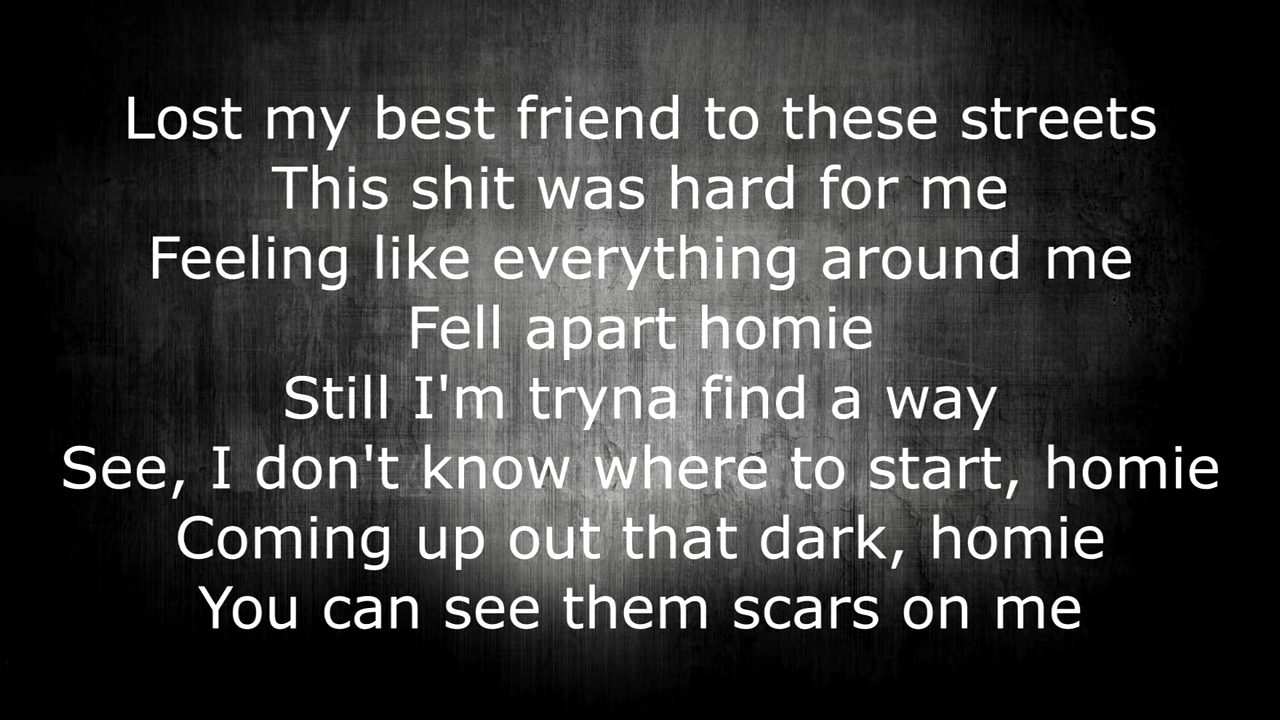 Lost my best friend to these streets
This shit was hard for me
Feeling like everything around me
Fell apart homie
Still I'm tryna find a way
See, I don't know where to start, homie
Coming up out that dark, homie
You can see them scars on me